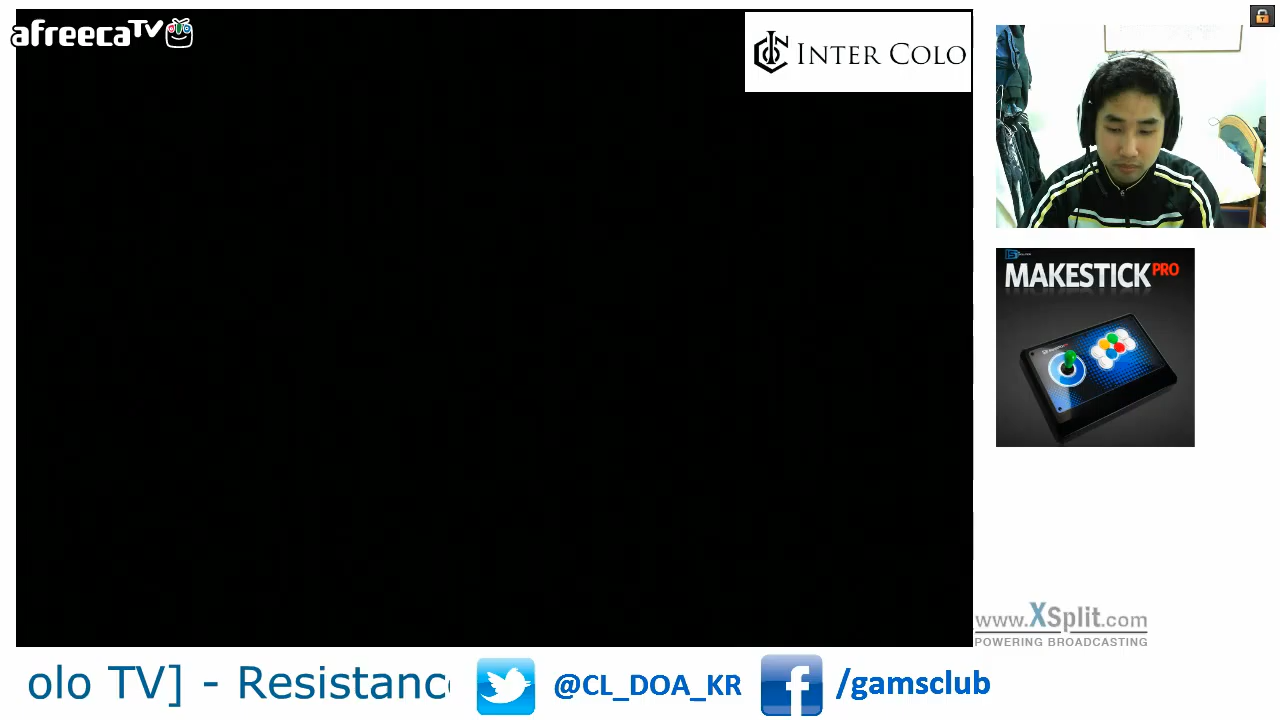 afreecaTV
INTER COLO
MAKESTICK PRO
www.XSplit.com
POWERING BROADCASTING
olo TV] - Resistanc
@CL_DOA_KR
/gamsclub